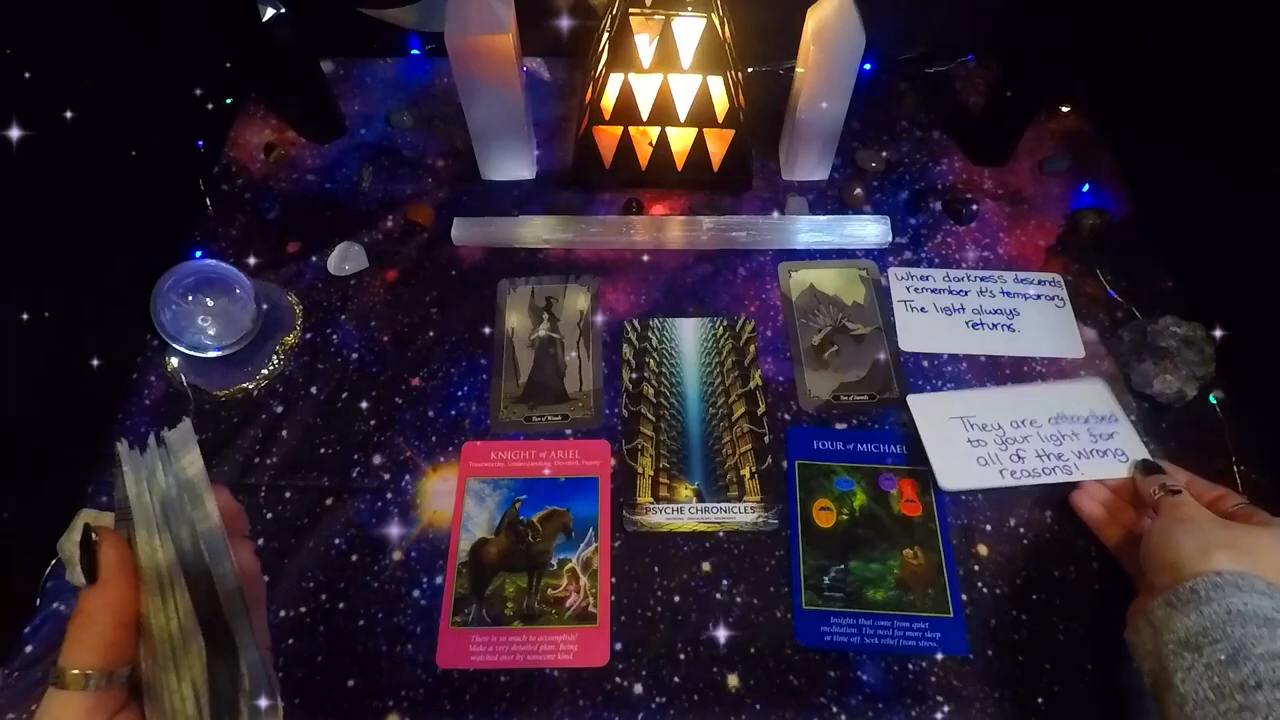 When darkness descends
remember it's temporary.
The light always
returns.
They are attracted
to your light for
all of the wrong
reasons!
Two of Wands
Ten of Swords
PSYCHE CHRONICLES
KNIGHT of ARIEL
Trustworthy, Understanding, Devoted, Funny
There is so much to accomplish!
Make a very detailed plan. Being
watched over by someone kind.
FOUR of MICHAEL
Insights that come from quiet
meditation. The need for more sleep
or time off. Seek relief from stress.